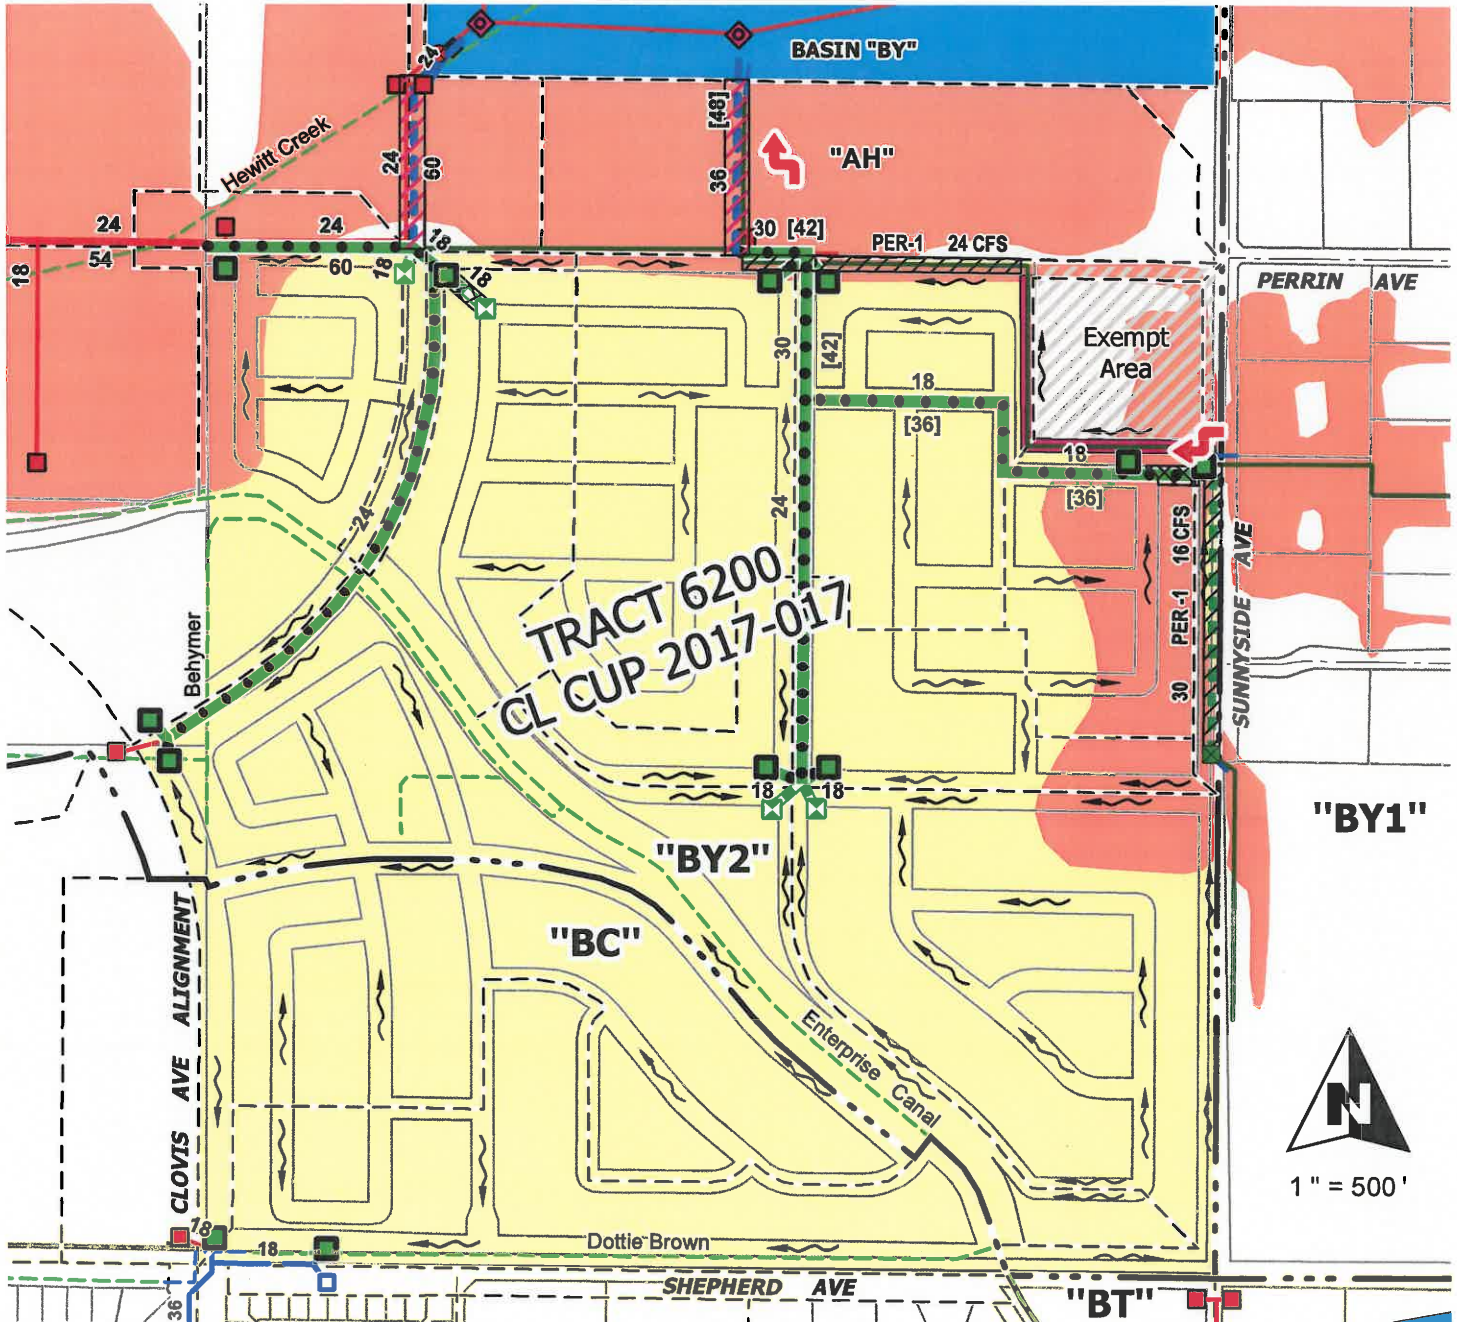 BASIN "BY"
24
[48]
Hewitt Creek
24
60
36
"AH"
24
24
18
30 [42]
PER-1 24 CFS
54
60
18
18
18
PERRIN AVE
Exempt
Area
30
[42]
18
[36]
18
[36]
24
24
PER-1 16 CFS
30
SUNNYSIDE AVE
TRACT 6200
CL CUP 2017-017
Behymer
18
18
"BY1"
"BY2"
"BC"
CLOVIS AVE ALIGNMENT
Enterprise Canal
N
1" = 500'
18
18
Dottie Brown
SHEPHERD AVE
36
"BT"